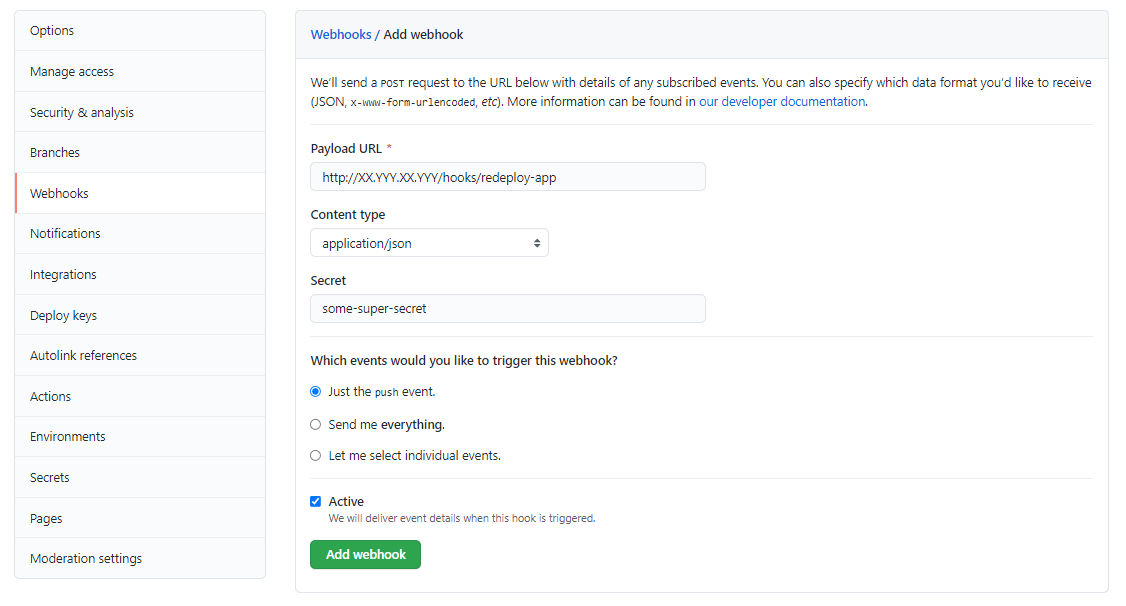 Options
Manage access
Security & analysis
Branches
Webhooks
Notifications
Integrations
Deploy keys
Autolink references
Actions
Environments
Secrets
Pages
Moderation settings
Webhooks / Add webhook
We'll send a POST request to the URL below with details of any subscribed events. You can also specify which data format you'd like to receive
(JSON, x-www-form-urlencoded, etc). More information can be found in our developer documentation.
Payload URL *
http://XX.YYY.XX.YYY/hooks/redeploy-app
Content type
application/json
Secret
some-super-secret
Which events would you like to trigger this webhook?
Just the push event.
Send me everything.
Let me select individual events.
Active
We will deliver event details when this hook is triggered.
Add webhook